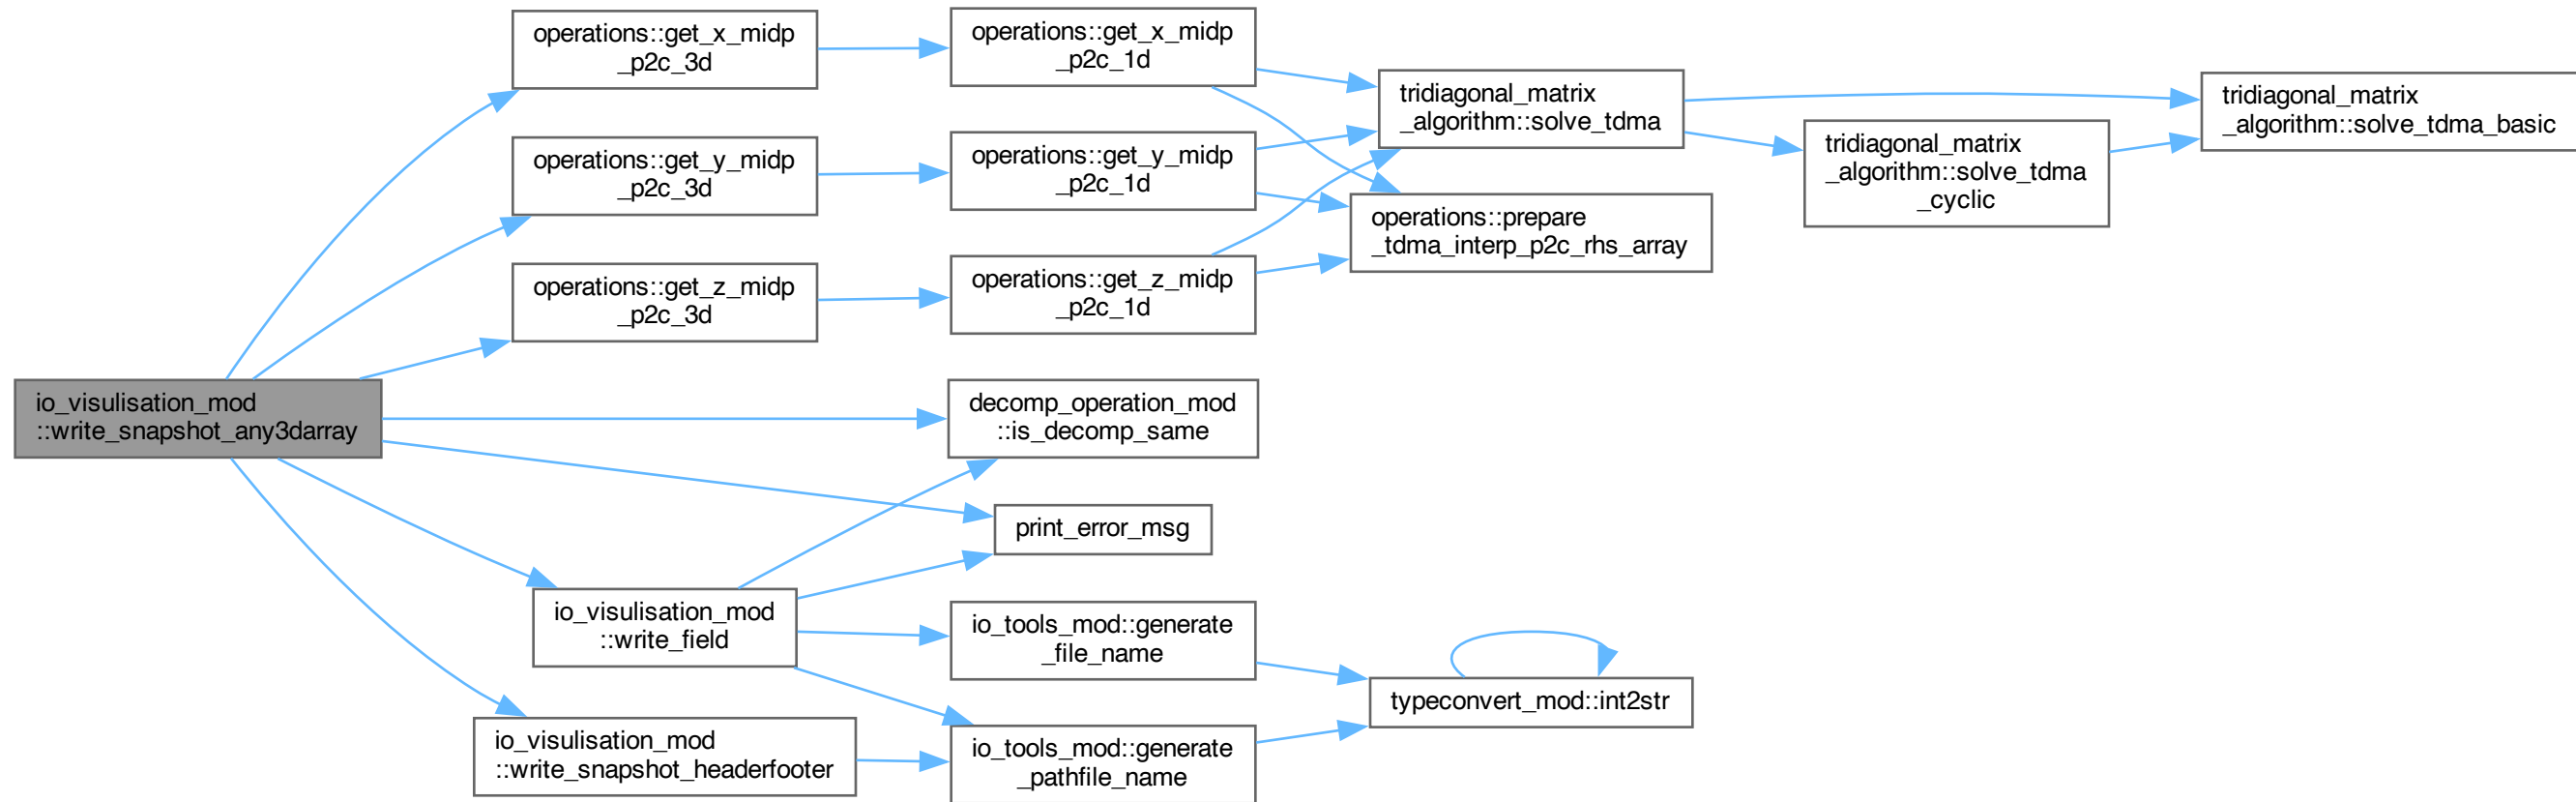 operations::get_x_midp
_p2c_3d
operations::get_x_midp
_p2c_1d
tridiagonal_matrix
_algorithm::solve_tdma
tridiagonal_matrix
_algorithm::solve_tdma_basic
tridiagonal_matrix
_algorithm::solve_tdma
_cyclic
operations::get_y_midp
_p2c_3d
operations::get_y_midp
_p2c_1d
operations::prepare
_tdma_interp_p2c_rhs_array
operations::get_z_midp
_p2c_3d
operations::get_z_midp
_p2c_1d
io_visulisation_mod
::write_snapshot_any3darray
decomp_operation_mod
::is_decomp_same
print_error_msg
io_visulisation_mod
::write_field
io_tools_mod::generate
_file_name
typeconvert_mod::int2str
io_visulisation_mod
::write_snapshot_headerfooter
io_tools_mod::generate
_pathfile_name